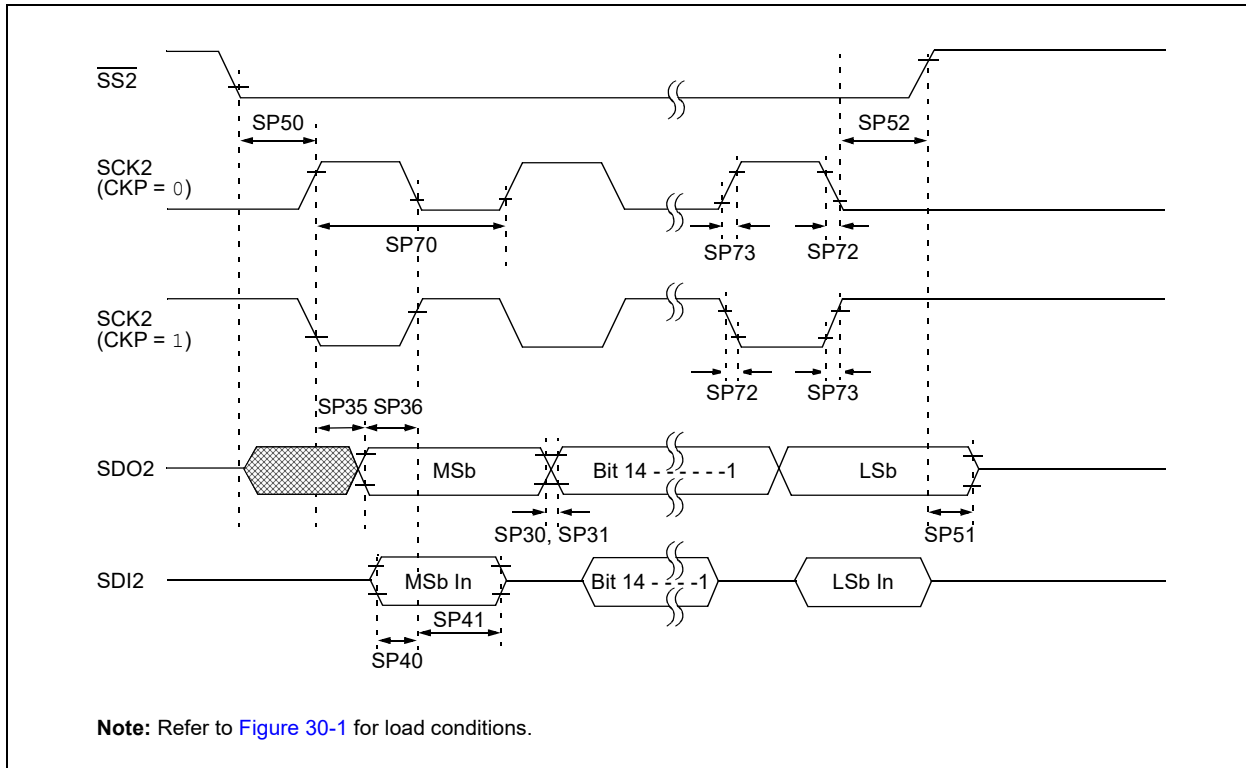 SS2
SP50
SP52
SCK2
(CKP = 0)
SP70
SP73
SP72
SCK2
(CKP = 1)
SP72
SP73
SP35 SP36
SDO2
MSb
Bit 14 - - - - - -1
LSb
SP30, SP31
SP51
SDI2
MSb In
Bit 14 - - - -1
LSb In
SP41
SP40
Note: Refer to Figure 30-1 for load conditions.